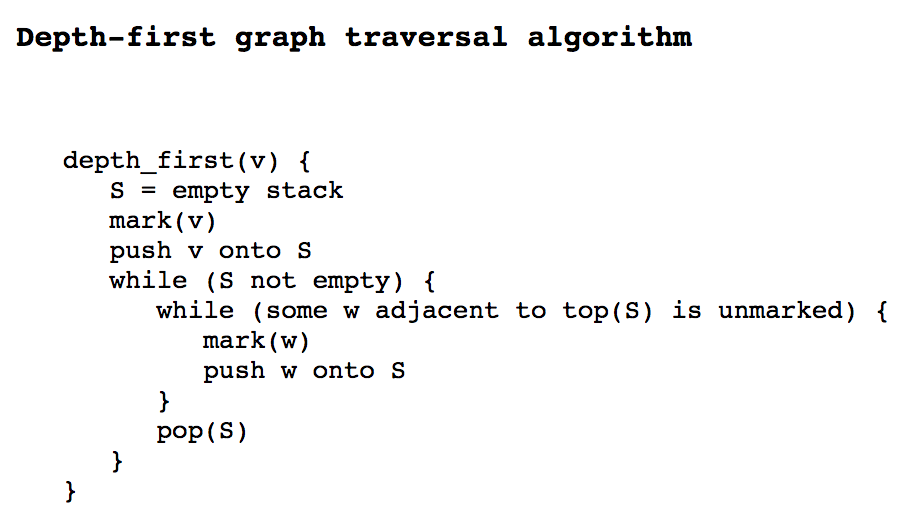 Depth-first graph traversal algorithm
depth_first(v) {
S = empty stack
mark(v)
push v onto S
while (S not empty) {
while (some w adjacent to top(S) is unmarked) {
mark(w)
push w onto S
}
pop(S)
}
}